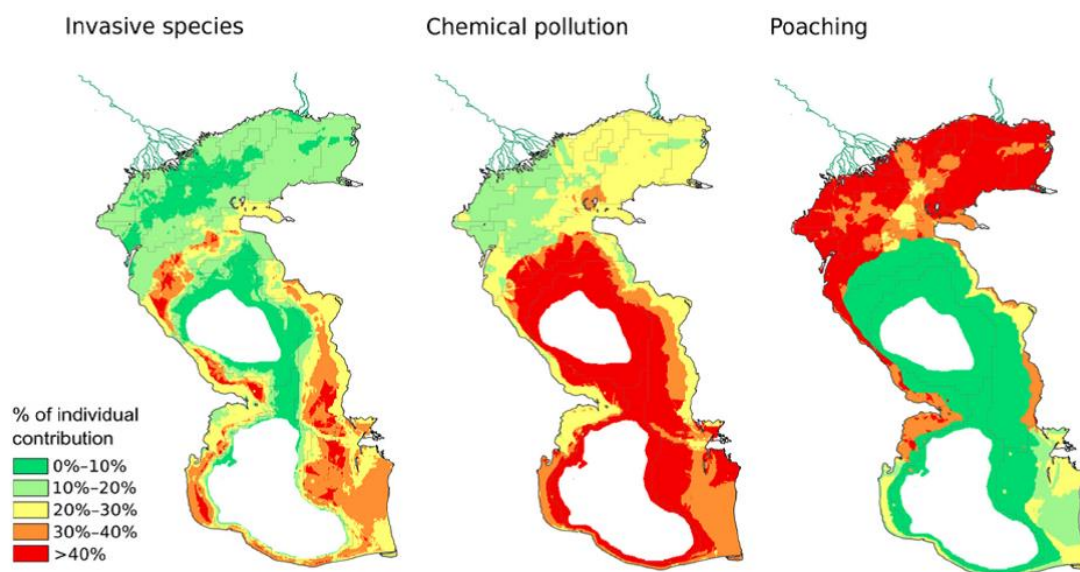 Invasive species
Chemical pollution
Poaching
% of individual
contribution
0%–10%
10%–20%
20%–30%
30%–40%
>40%